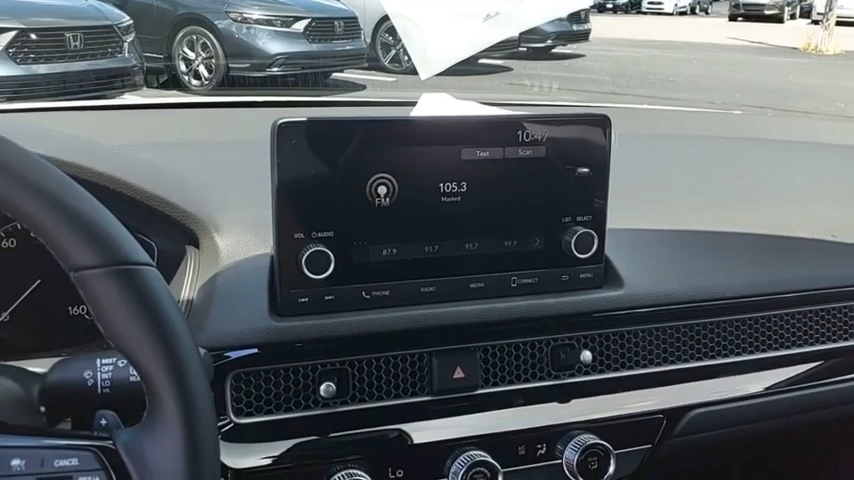 10:47
Text Scan
105.3
FM
Masked
LIST SELECT
VOL AUDIO
87.9 91.7 95.7 99.9
PHONE RADIO MEDIA CONNECT MENU
60
160
MIST
OFF
INT
LO
CANCEL
Lo